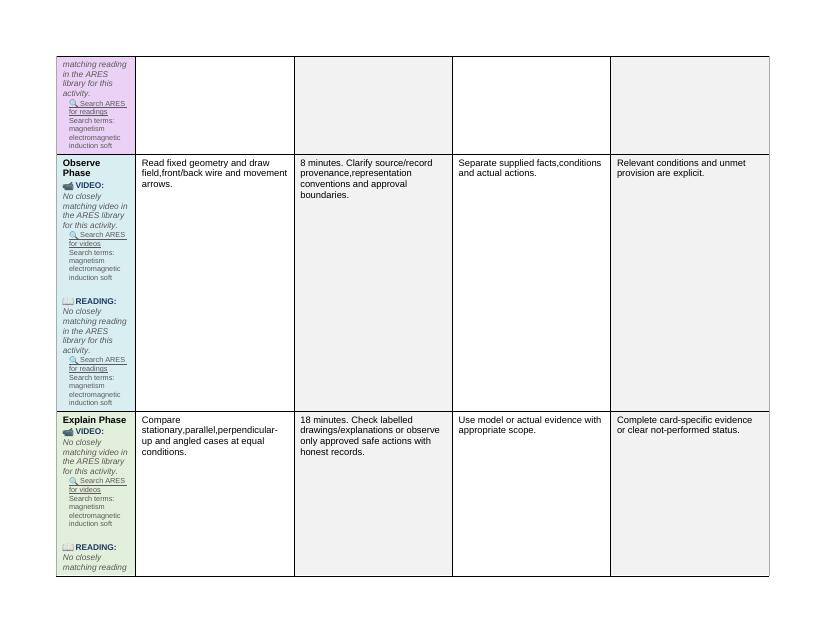 matching reading
in the ARES
library for this
activity.
🔍 Search ARES
for readings
Search terms:
magnetism
electromagnetic
induction soft
Observe
Phase
📹 VIDEO:
No closely
matching video in
the ARES library
for this activity.
🔍 Search ARES
for videos
Search terms:
magnetism
electromagnetic
induction soft
📖 READING:
No closely
matching reading
in the ARES
library for this
activity.
🔍 Search ARES
for readings
Search terms:
magnetism
electromagnetic
induction soft
Read fixed geometry and draw
field,front/back wire and movement
arrows.
8 minutes. Clarify source/record
provenance,representation
conventions and approval
boundaries.
Separate supplied facts,conditions
and actual actions.
Relevant conditions and unmet
provision are explicit.
Explain Phase
📹 VIDEO:
No closely
matching video in
the ARES library
for this activity.
🔍 Search ARES
for videos
Search terms:
magnetism
electromagnetic
induction soft
📖 READING:
No closely
matching reading
Compare
stationary,parallel,perpendicular-
up and angled cases at equal
conditions.
18 minutes. Check labelled
drawings/explanations or observe
only approved safe actions with
honest records.
Use model or actual evidence with
appropriate scope.
Complete card-specific evidence
or clear not-performed status.